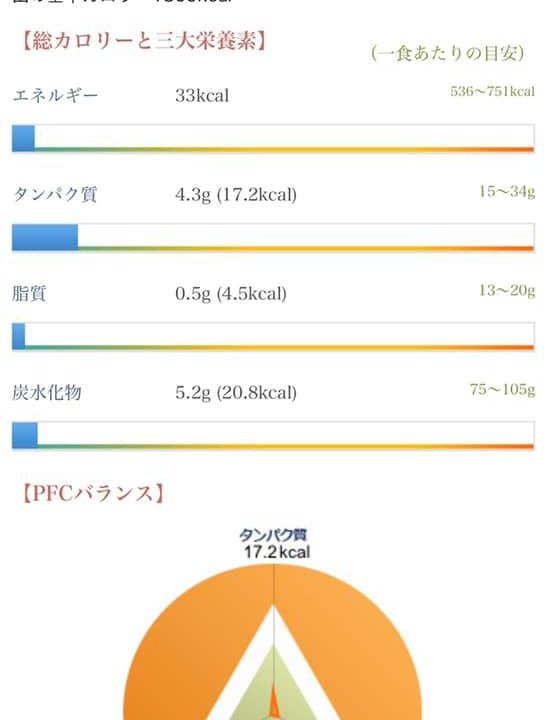 【総カロリーと三大栄養素】
（一食あたりの目安）
エネルギー 33kcal 536〜751kcal
タンパク質 4.3g (17.2kcal) 15〜34g
脂質 0.5g (4.5kcal) 13〜20g
炭水化物 5.2g (20.8kcal) 75〜105g
【PFCバランス】
タンパク質
17.2kcal